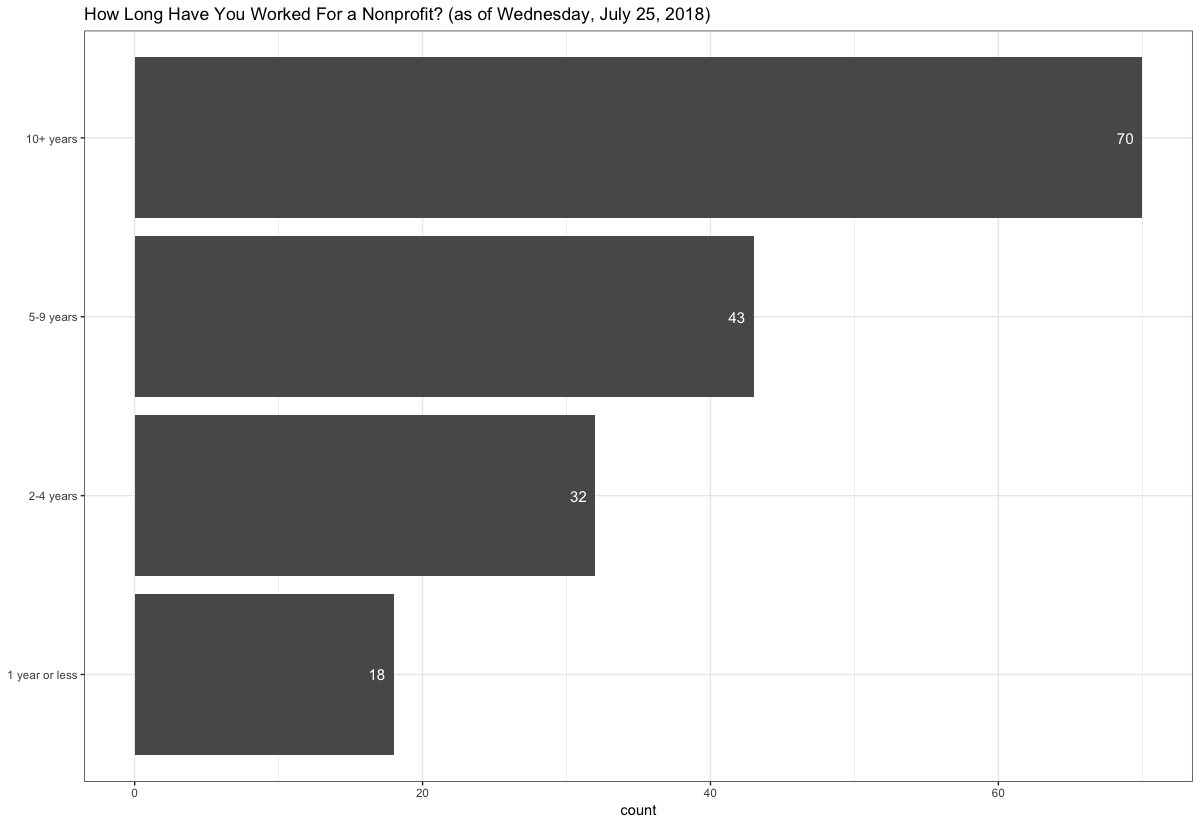 How Long Have You Worked For a Nonprofit? (as of Wednesday, July 25, 2018)
10+ years
70
5-9 years
43
2-4 years
32
1 year or less
18
0
20
40
60
count